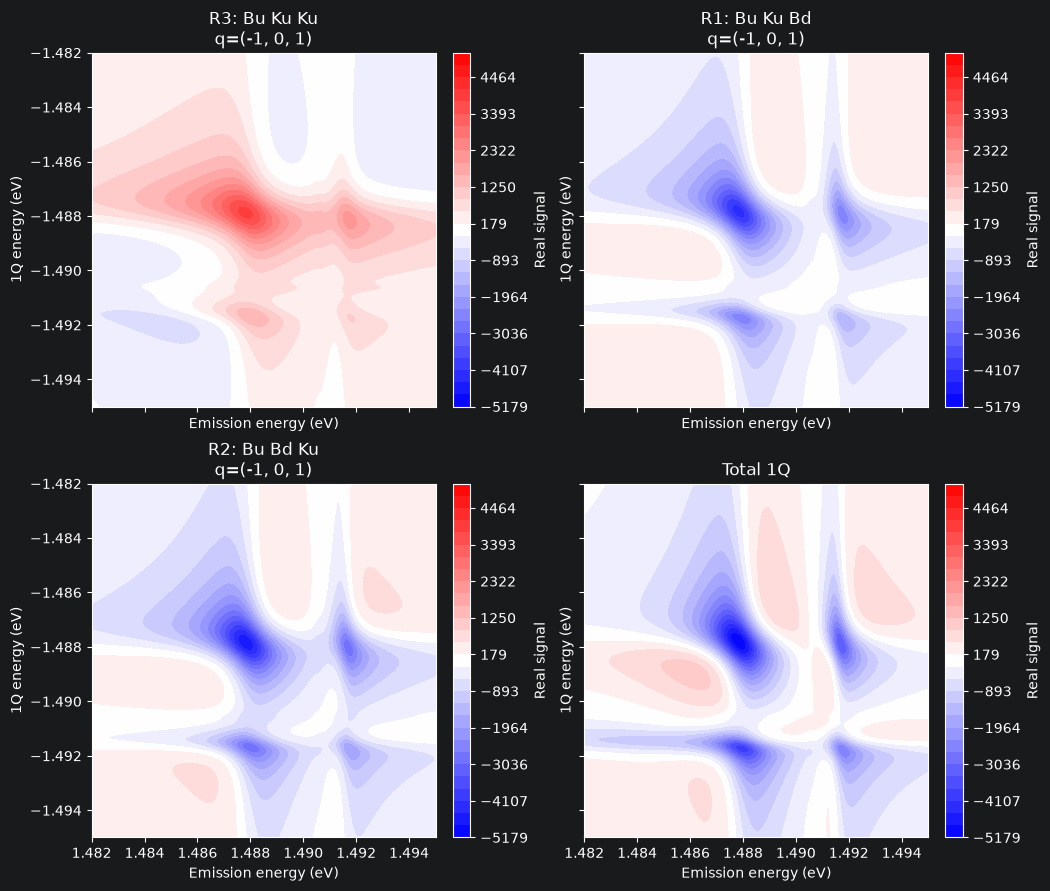 R3: Bu Ku Ku
q=(-1, 0, 1)
−1.482
−1.484
−1.486
−1.488
−1.490
−1.492
−1.494
1Q energy (eV)
Emission energy (eV)
4464
3393
2322
1250
179
−893
−1964
−3036
−4107
−5179
Real signal
R1: Bu Ku Bd
q=(-1, 0, 1)
1Q energy (eV)
Emission energy (eV)
4464
3393
2322
1250
179
−893
−1964
−3036
−4107
−5179
Real signal
R2: Bu Bd Ku
q=(-1, 0, 1)
−1.482
−1.484
−1.486
−1.488
−1.490
−1.492
−1.494
1Q energy (eV)
1.482 1.484 1.486 1.488 1.490 1.492 1.494
Emission energy (eV)
4464
3393
2322
1250
179
−893
−1964
−3036
−4107
−5179
Real signal
Total 1Q
1Q energy (eV)
1.482 1.484 1.486 1.488 1.490 1.492 1.494
Emission energy (eV)
4464
3393
2322
1250
179
−893
−1964
−3036
−4107
−5179
Real signal